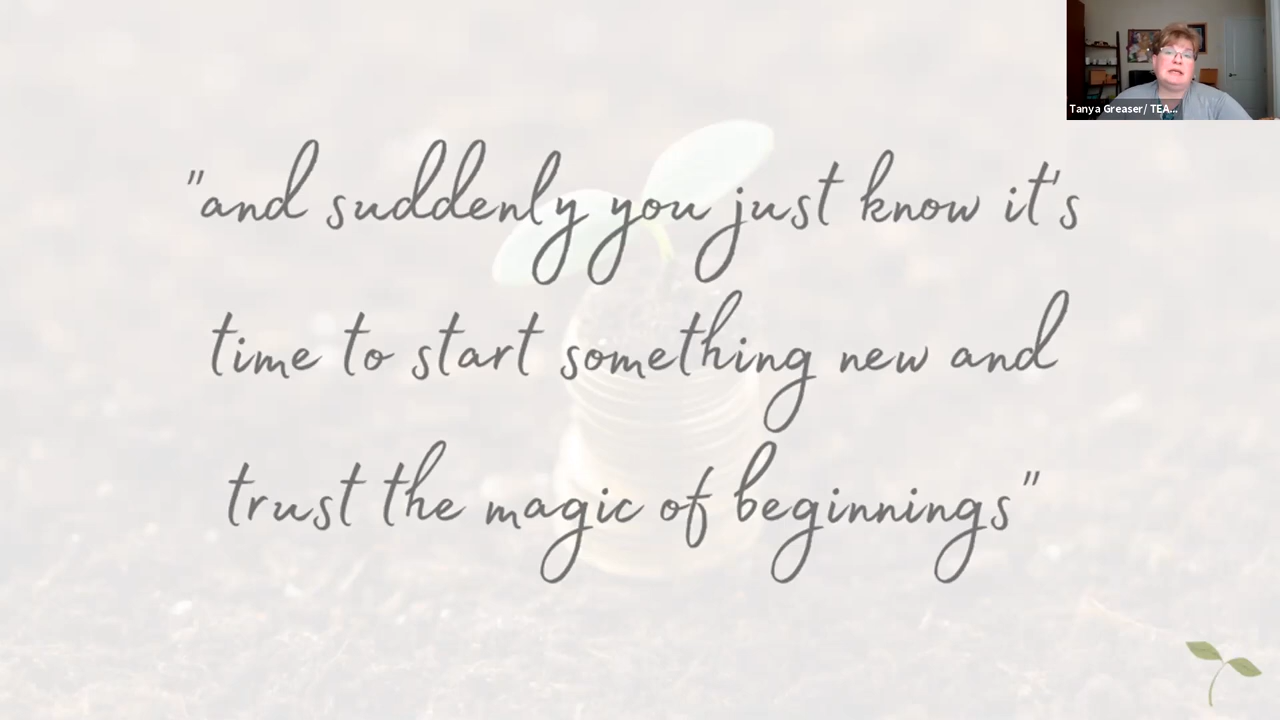 Tanya Greaser/ TEA...
"and suddenly you just know it's
time to start something new and
trust the magic of beginnings"